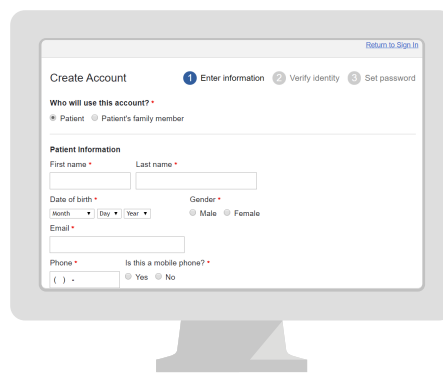 Return to Sign In
Create Account 1 Enter information 2 Verify identity 3 Set password
Who will use this account? *
Patient Patient's family member
Patient Information
First name * Last name *
Date of birth * Gender *
Month Day Year Male Female
Email *
Phone * Is this a mobile phone? *
( ) - Yes No